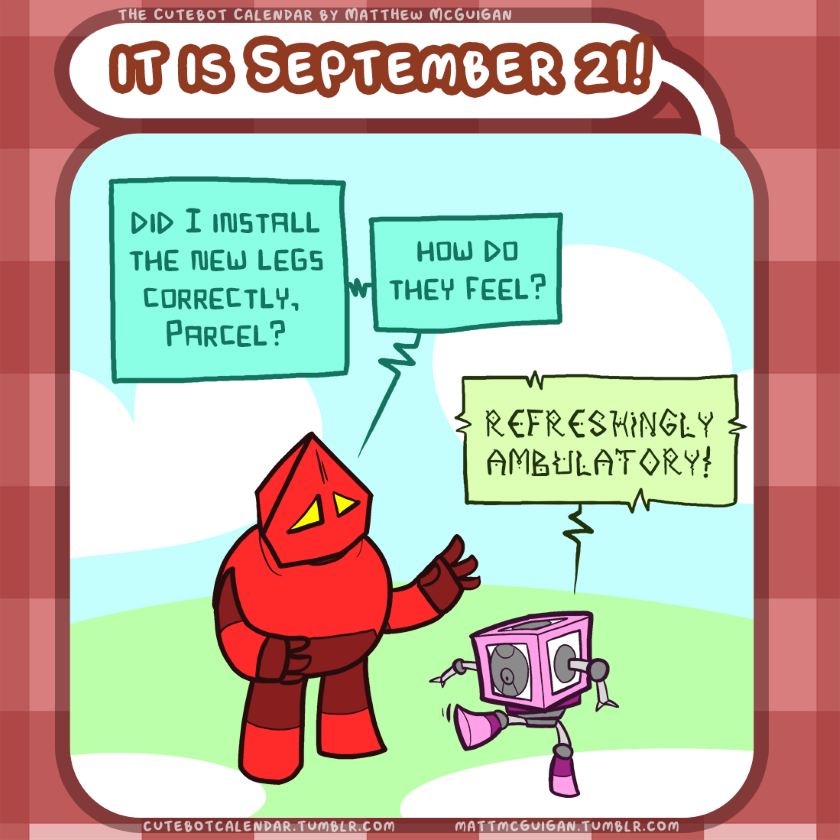 The Cutebot Calendar by Matthew McGuigan
It is September 21!
Did I install
the new legs
correctly,
Parcel?
How do
they feel?
Refreshingly
ambulatory!
cutebotcalendar.tumblr.com
mattmcguigan.tumblr.com